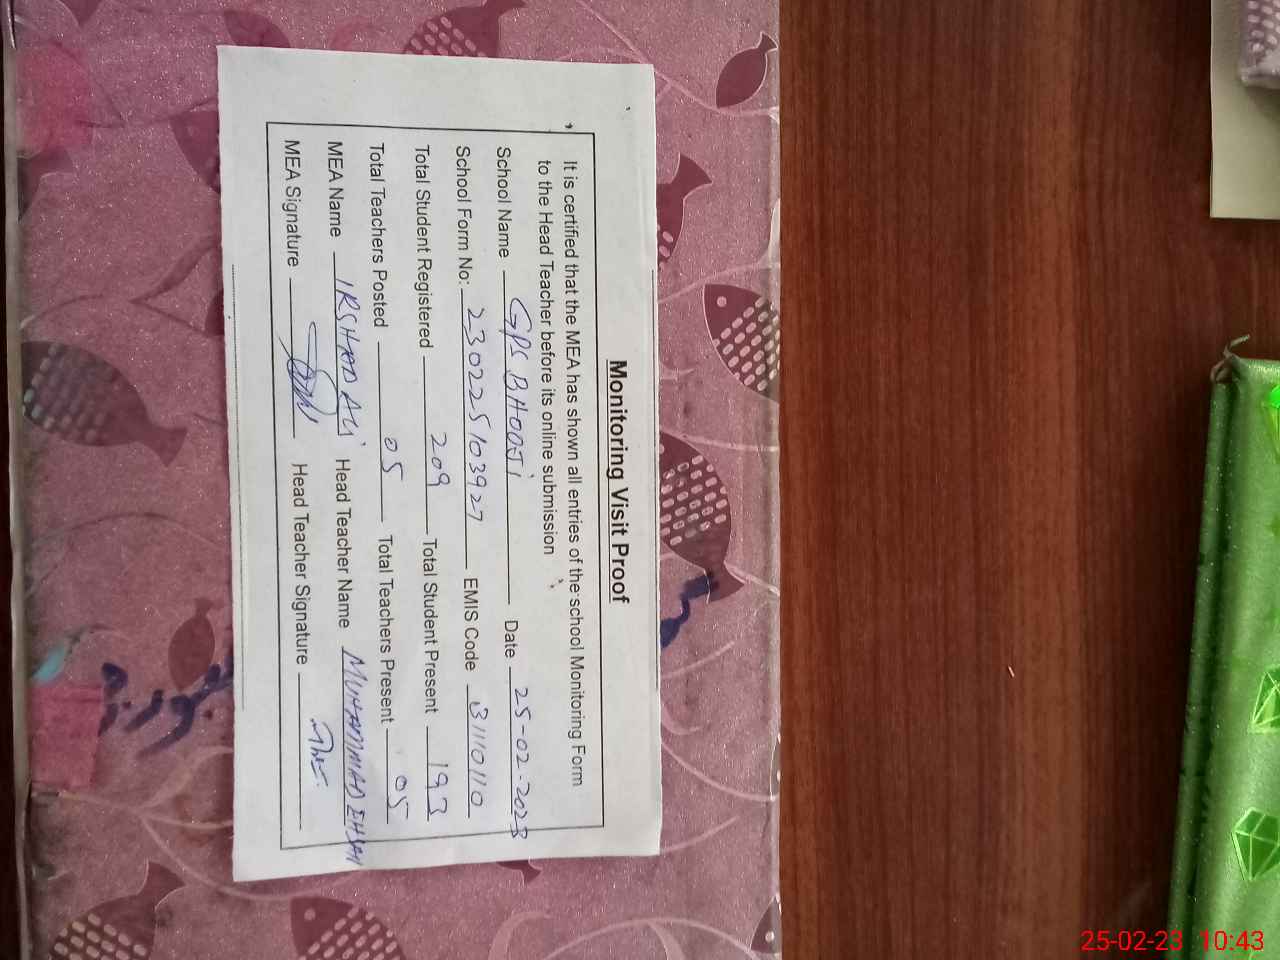 Monitoring Visit Proof
It is certified that the MEA has shown all entries of the school Monitoring Form
to the Head Teacher before its online submission
School Name GPS BHODJi Date 25-02-2023
School Form No: 230225103927 EMIS Code 31110110
Total Student Registered 209 Total Student Present 193
Total Teachers Posted 05 Total Teachers Present 05
MEA Name IRSHAD ALi Head Teacher Name MUHAMMAD EHSAN
MEA Signature Head Teacher Signature
25-02-23 10:43